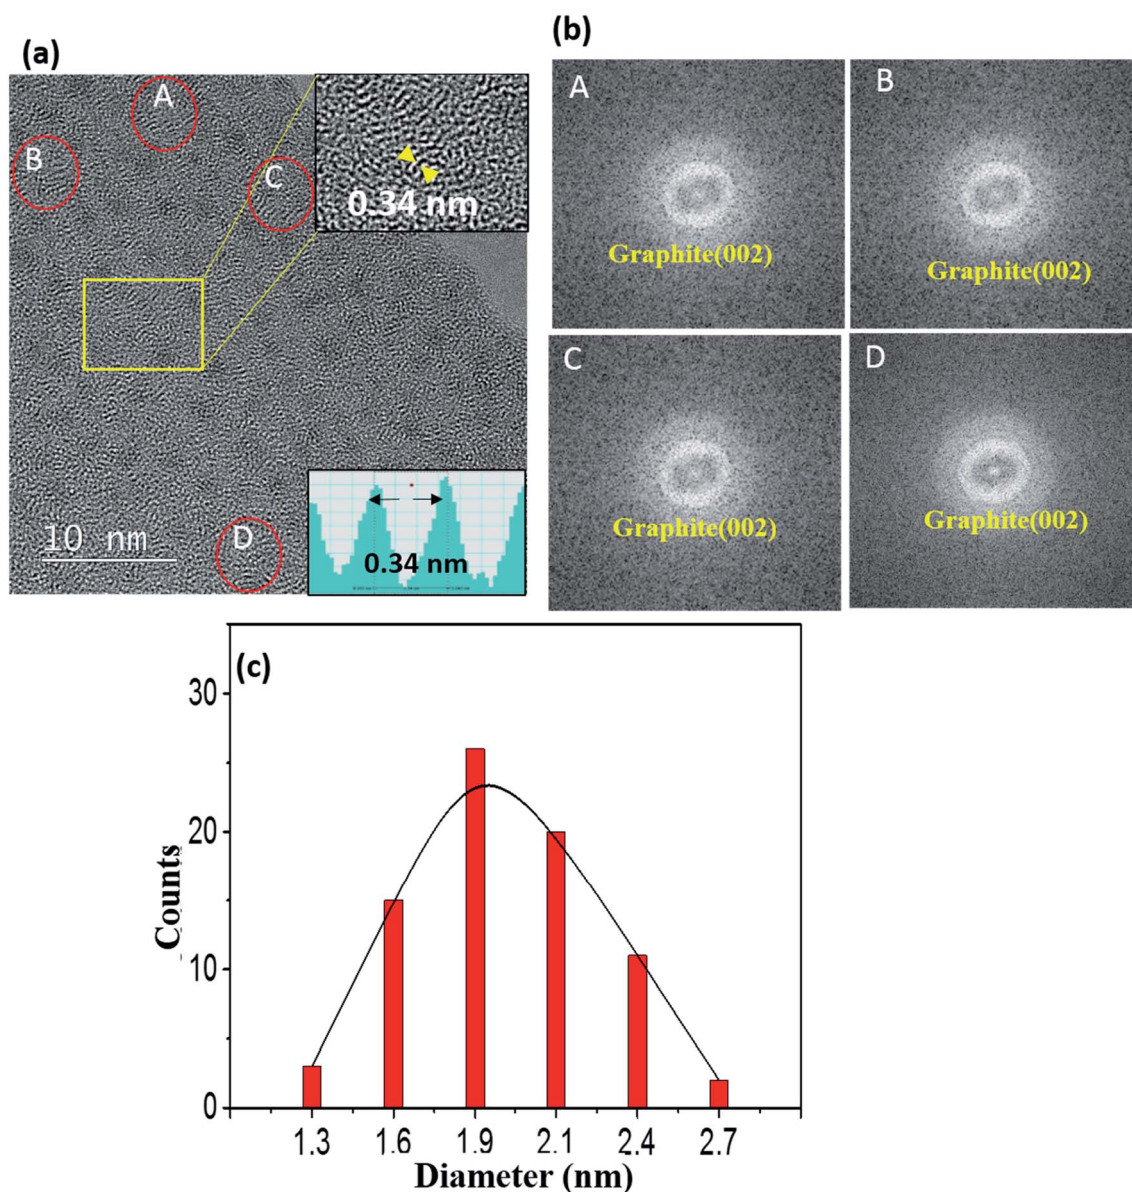 (a)
A
B
C
0.34 nm
10 nm
D
0.34 nm
(b)
A
Graphite(002)
B
Graphite(002)
C
Graphite(002)
D
Graphite(002)
(c)
30
20
10
0
Counts
1.3 1.6 1.9 2.1 2.4 2.7
Diameter (nm)